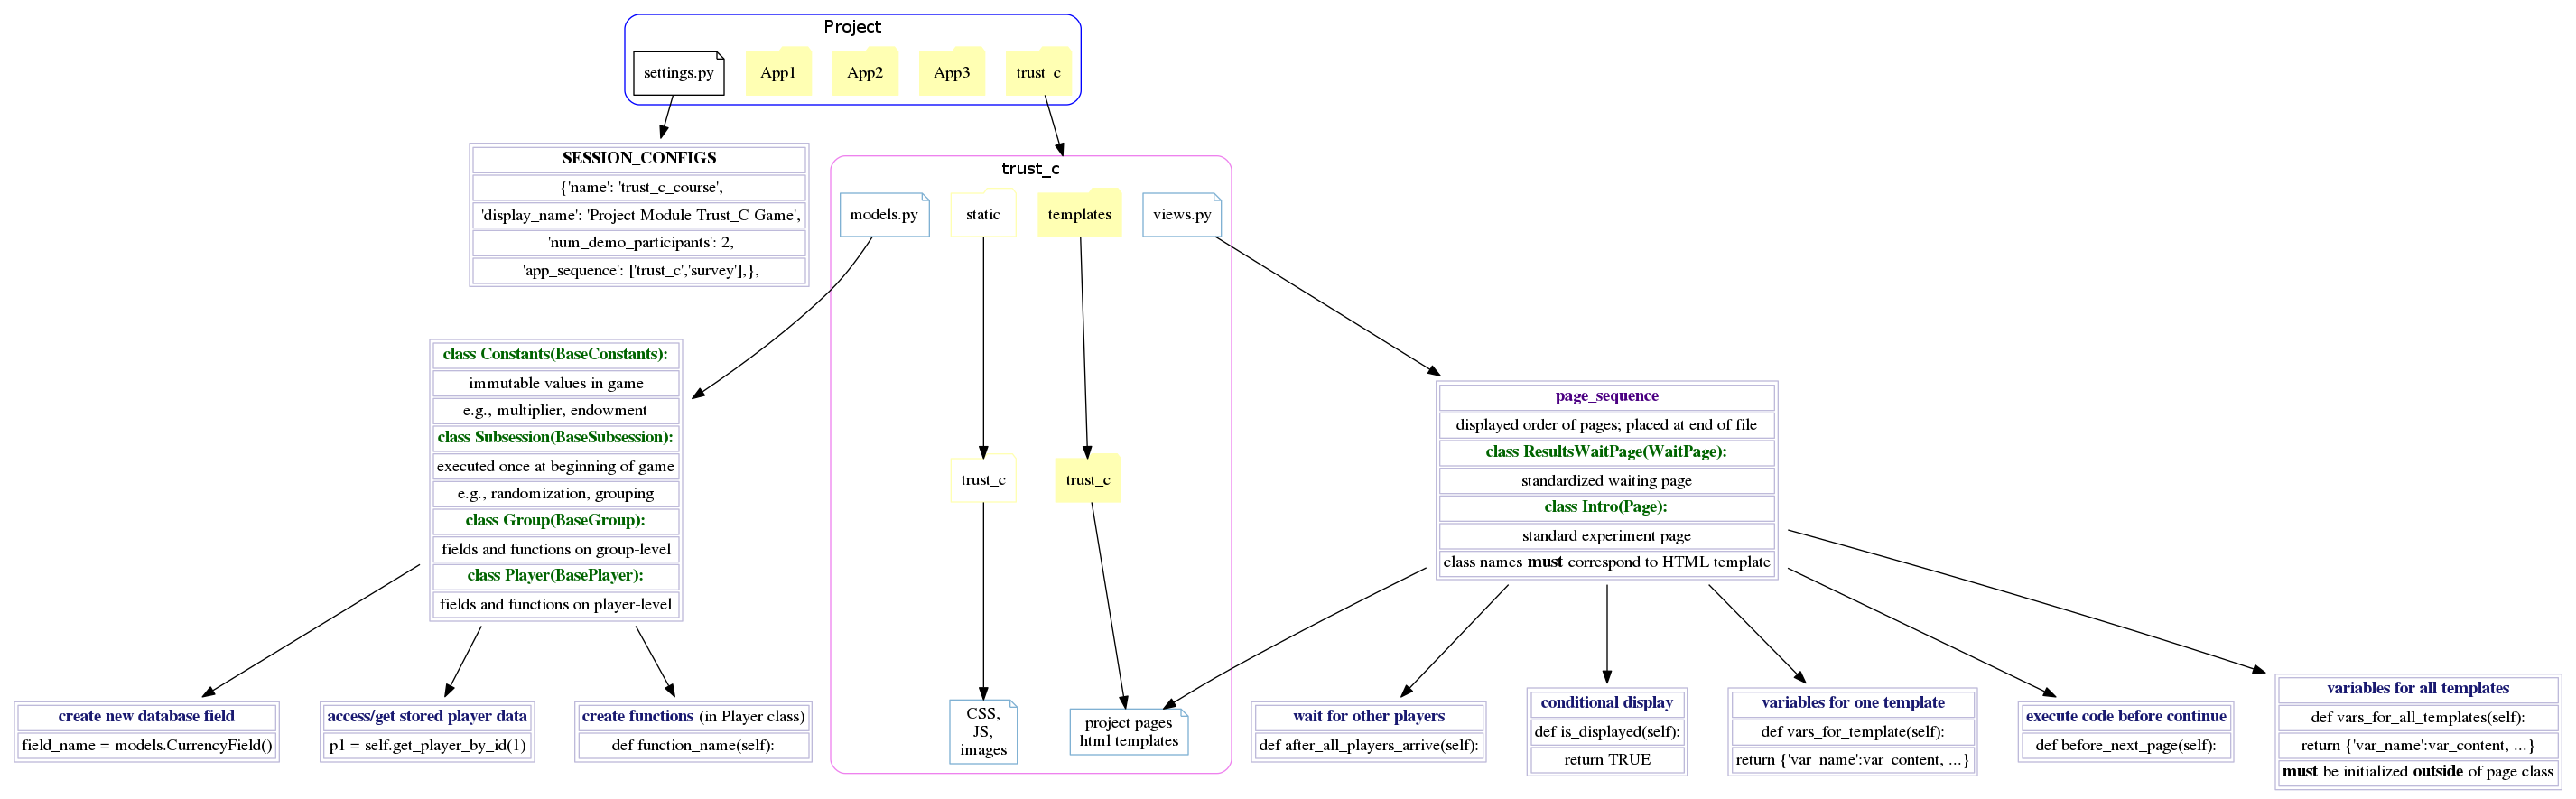 Project
settings.py
App1
App2
App3
trust_c
SESSION_CONFIGS
{'name': 'trust_c_course',
'display_name': 'Project Module Trust_C Game',
'num_demo_participants': 2,
'app_sequence': ['trust_c','survey'],},
trust_c
models.py
static
templates
views.py
class Constants(BaseConstants):
immutable values in game
e.g., multiplier, endowment
class Subsession(BaseSubsession):
executed once at beginning of game
e.g., randomization, grouping
class Group(BaseGroup):
fields and functions on group-level
class Player(BasePlayer):
fields and functions on player-level
trust_c
trust_c
page_sequence
displayed order of pages; placed at end of file
class ResultsWaitPage(WaitPage):
standardized waiting page
class Intro(Page):
standard experiment page
class names must correspond to HTML template
create new database field
field_name = models.CurrencyField()
access/get stored player data
p1 = self.get_player_by_id(1)
create functions (in Player class)
def function_name(self):
CSS,
JS,
images
project pages
html templates
wait for other players
def after_all_players_arrive(self):
conditional display
def is_displayed(self):
return TRUE
variables for one template
def vars_for_template(self):
return {'var_name':var_content, ...}
execute code before continue
def before_next_page(self):
variables for all templates
def vars_for_all_templates(self):
return {'var_name':var_content, ...}
must be initialized outside of page class